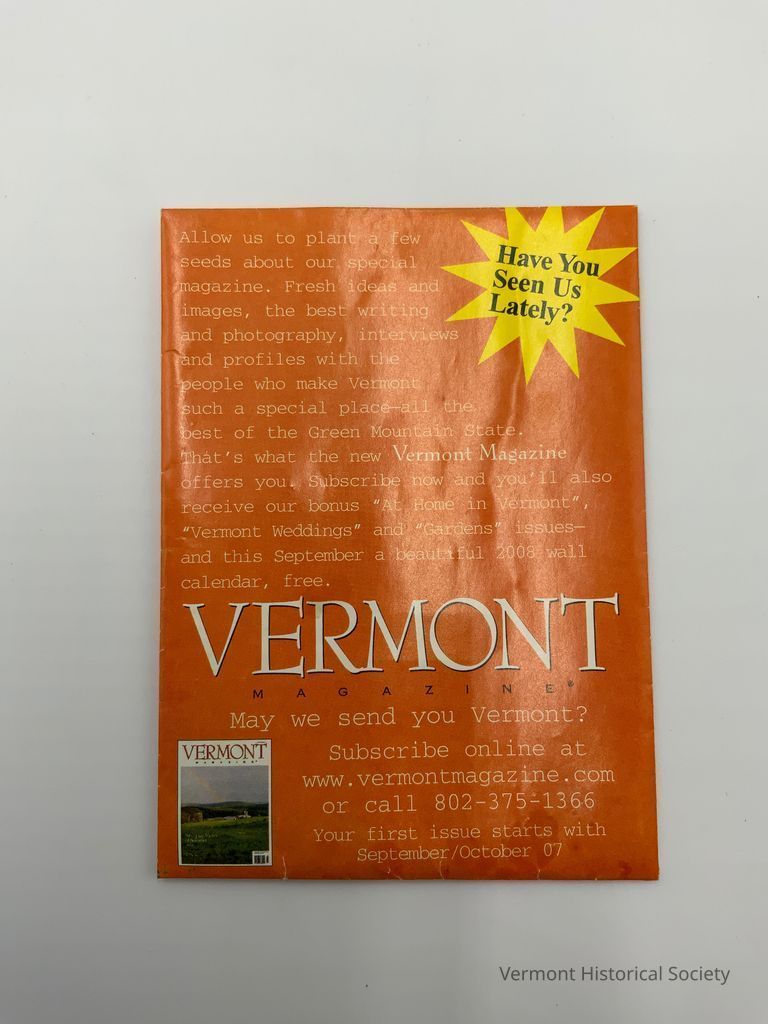 Allow us to plant a few
seeds about our special
magazine. Fresh ideas and
images, the best writing
and photography, interviews
and profiles with the
people who make Vermont
such a special place—all the
best of the Green Mountain State.
That's what the new Vermont Magazine
offers you. Subscribe now and you'll also
receive our bonus "At Home in Vermont",
"Vermont Weddings" and "Gardens" issues—
and this September a beautiful 2008 wall
calendar, free.
Have You
Seen Us
Lately?
VERMONT
MAGAZINE
May we send you Vermont?
VERMONT
MAGAZINE
Subscribe online at
www.vermontmagazine.com
or call 802-375-1366
Your first issue starts with
September/October 07
Vermont Historical Society